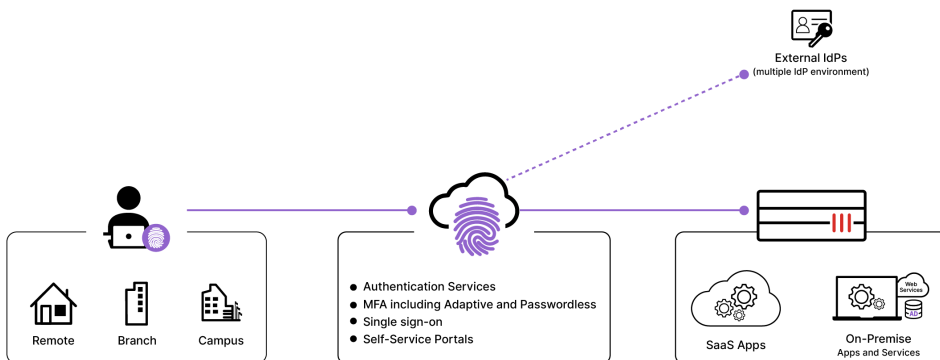 External IdPs
(multiple IdP environment)
Authentication Services
MFA including Adaptive and Passwordless
Single sign-on
Self-Service Portals
Remote
Branch
Campus
SaaS Apps
Web
Services
AD
On-Premise
Apps and Services